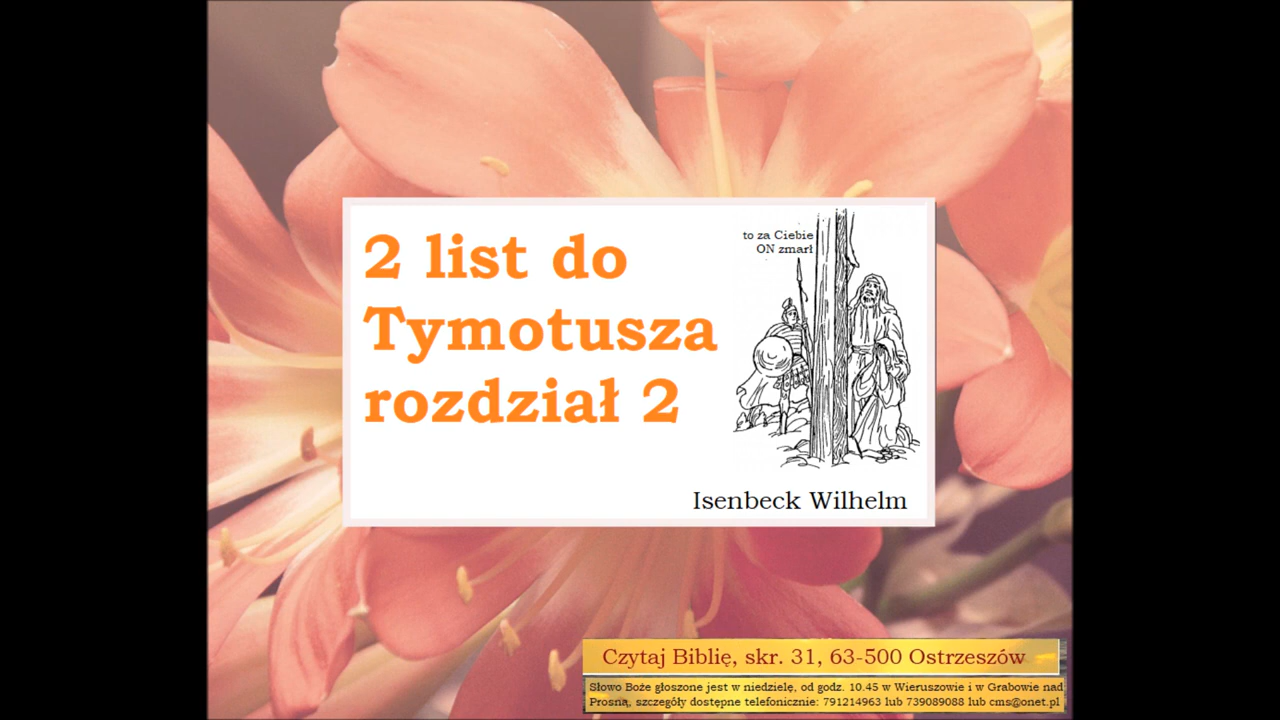 2 list do
Tymotusza
rozdział 2
to za Ciebie
ON zmarł
Isenbeck Wilhelm
Czytaj Biblię, skr. 31, 63-500 Ostrzeszów
Słowo Boże głoszone jest w niedzielę, od godz. 10.45 w Wieruszowie i w Grabowie nad
Prosną, szczegóły dostępne telefonicznie: 791214963 lub 739089088 lub cms@onet.pl